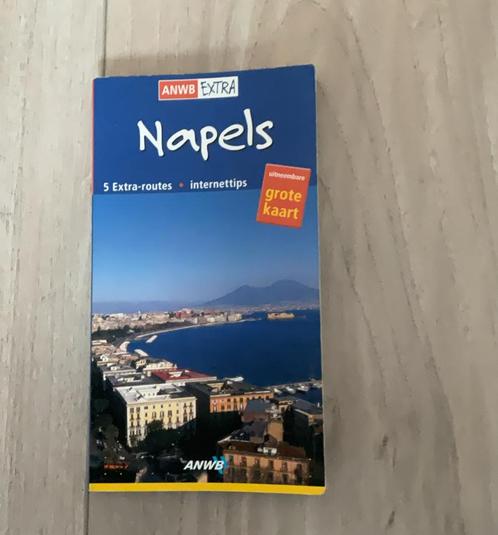 ANWB EXTRA
Napels
5 Extra-routes • internettips
uitneembare
grote
kaart
ANWB